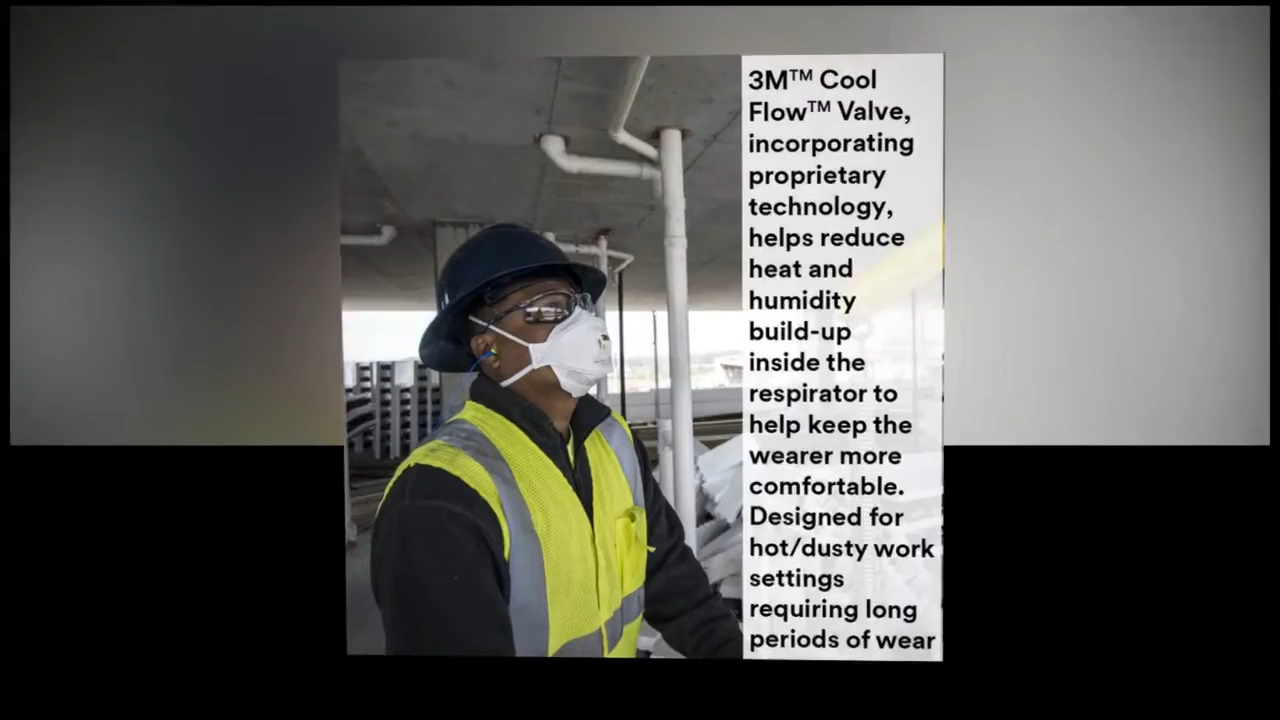 3M™ Cool
Flow™ Valve,
incorporating
proprietary
technology,
helps reduce
heat and
humidity
build-up
inside the
respirator to
help keep the
wearer more
comfortable.
Designed for
hot/dusty work
settings
requiring long
periods of wear